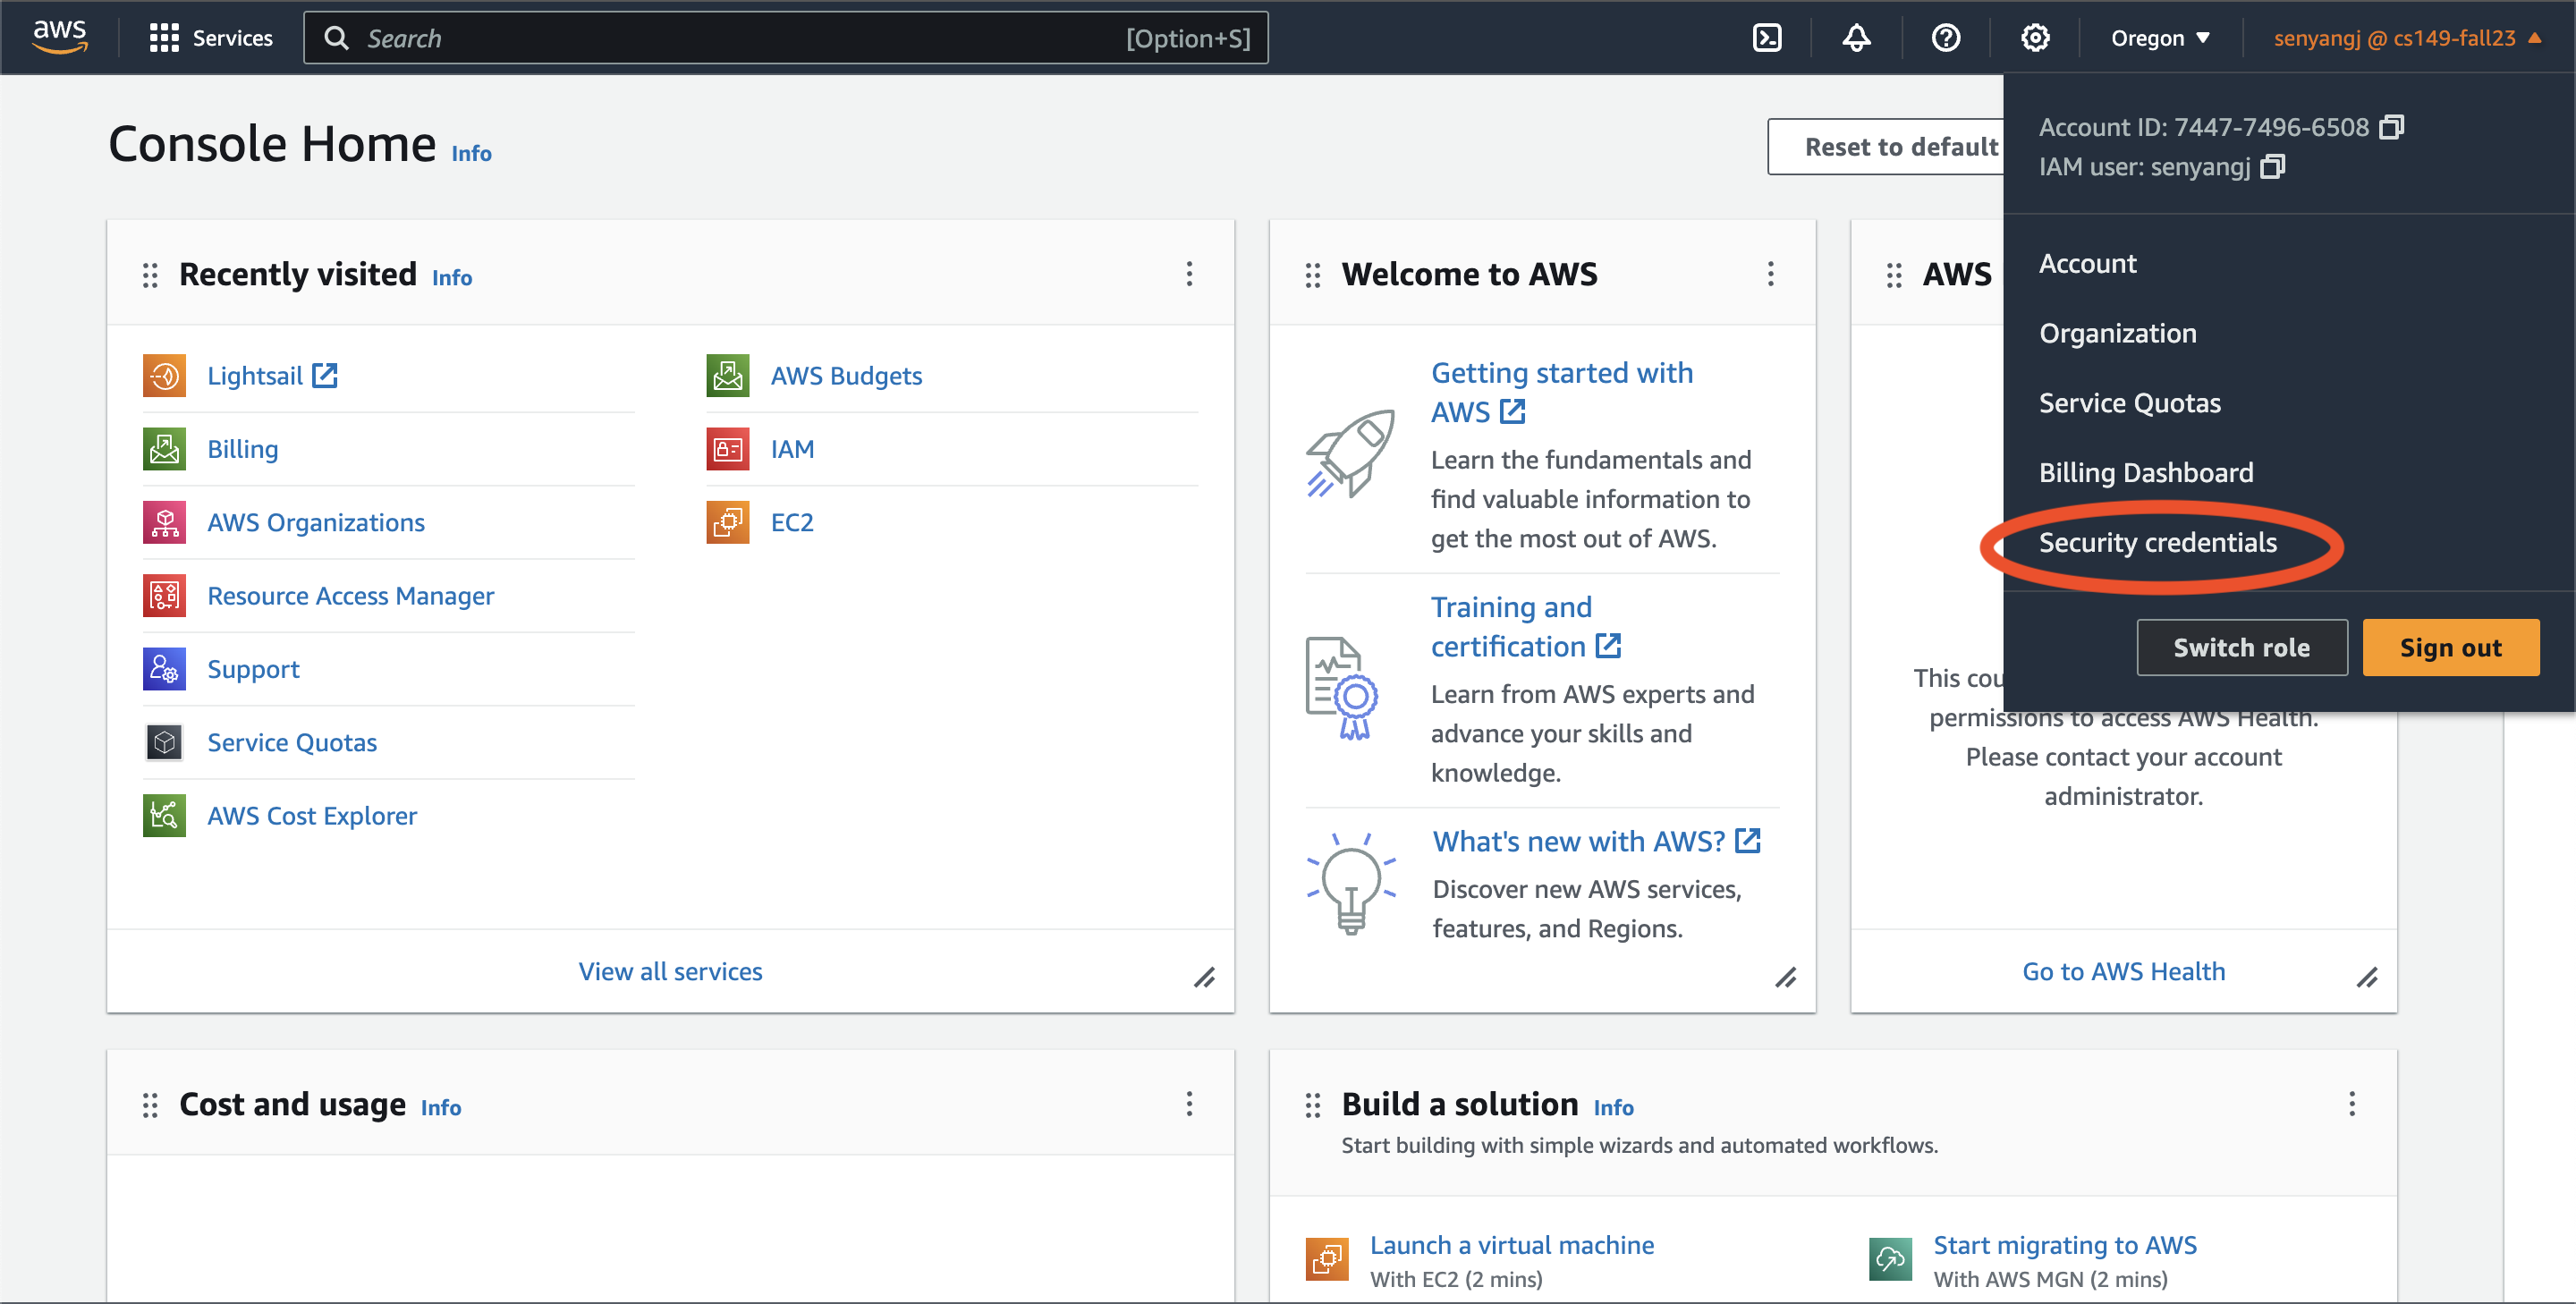 aws
Services
Search
[Option+S]
Oregon
senyangj @ cs149-fall23
Account ID: 7447-7496-6508
IAM user: senyangj
Account
Organization
Service Quotas
Billing Dashboard
Security credentials
Switch role
Sign out
Console Home Info
Reset to default
Recently visited Info
Lightsail
Billing
AWS Organizations
Resource Access Manager
Support
Service Quotas
AWS Cost Explorer
AWS Budgets
IAM
EC2
View all services
Welcome to AWS
Getting started with
AWS
Learn the fundamentals and
find valuable information to
get the most out of AWS.
Training and
certification
Learn from AWS experts and
advance your skills and
knowledge.
What's new with AWS?
Discover new AWS services,
features, and Regions.
AWS
This cou
permissions to access AWS Health.
Please contact your account
administrator.
Go to AWS Health
Cost and usage Info
Build a solution Info
Start building with simple wizards and automated workflows.
Launch a virtual machine
With EC2 (2 mins)
Start migrating to AWS
With AWS MGN (2 mins)